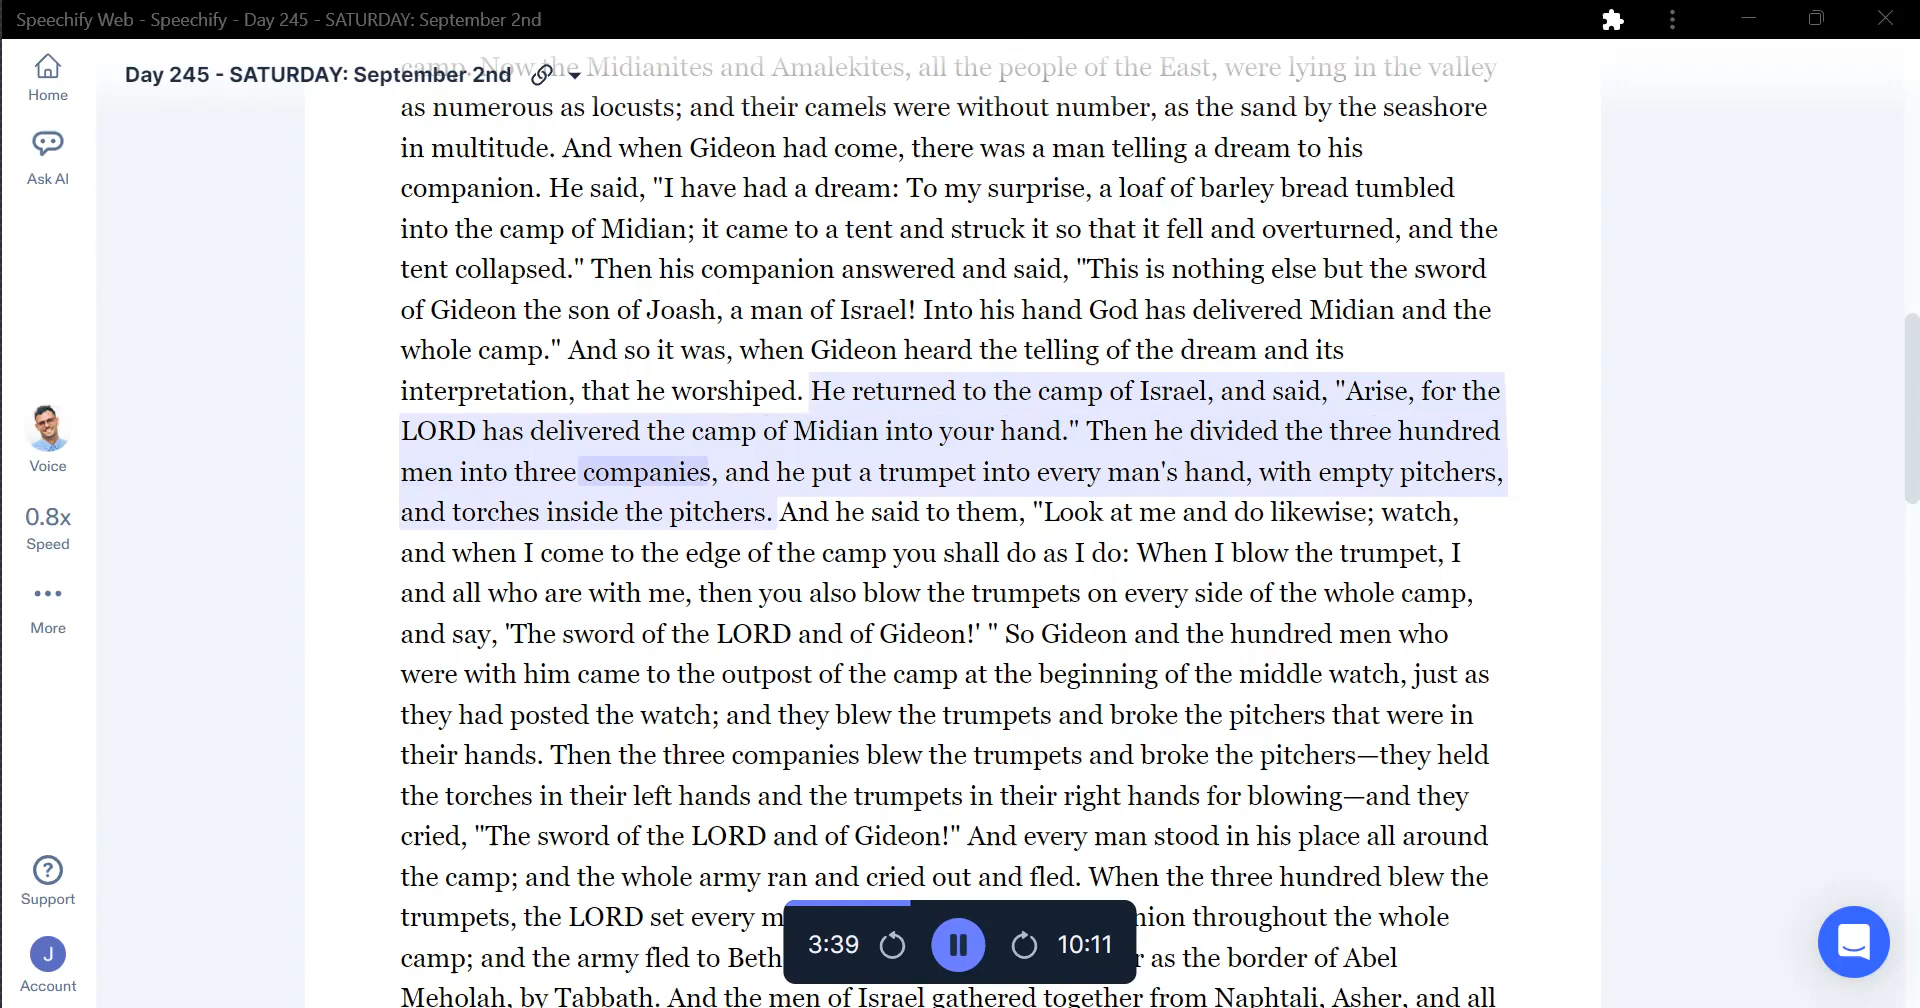 Speechify Web - Speechify - Day 245 - SATURDAY: September 2nd
Home
Ask AI
Voice
0.8x
Speed
More
Support
J
Account
Day 245 - SATURDAY: September 2nd
camp. Now the Midianites and Amalekites, all the people of the East, were lying in the valley
as numerous as locusts; and their camels were without number, as the sand by the seashore
in multitude. And when Gideon had come, there was a man telling a dream to his
companion. He said, "I have had a dream: To my surprise, a loaf of barley bread tumbled
into the camp of Midian; it came to a tent and struck it so that it fell and overturned, and the
tent collapsed." Then his companion answered and said, "This is nothing else but the sword
of Gideon the son of Joash, a man of Israel! Into his hand God has delivered Midian and the
whole camp." And so it was, when Gideon heard the telling of the dream and its
interpretation, that he worshiped. He returned to the camp of Israel, and said, "Arise, for the
LORD has delivered the camp of Midian into your hand." Then he divided the three hundred
men into three companies, and he put a trumpet into every man's hand, with empty pitchers,
and torches inside the pitchers. And he said to them, "Look at me and do likewise; watch,
and when I come to the edge of the camp you shall do as I do: When I blow the trumpet, I
and all who are with me, then you also blow the trumpets on every side of the whole camp,
and say, 'The sword of the LORD and of Gideon!' " So Gideon and the hundred men who
were with him came to the outpost of the camp at the beginning of the middle watch, just as
they had posted the watch; and they blew the trumpets and broke the pitchers that were in
their hands. Then the three companies blew the trumpets and broke the pitchers—they held
the torches in their left hands and the trumpets in their right hands for blowing—and they
cried, "The sword of the LORD and of Gideon!" And every man stood in his place all around
the camp; and the whole army ran and cried out and fled. When the three hundred blew the
trumpets, the LORD set every m nion throughout the whole
camp; and the army fled to Beth r as the border of Abel
Meholah, by Tabbath. And the men of Israel gathered together from Naphtali, Asher, and all
3:39
10:11